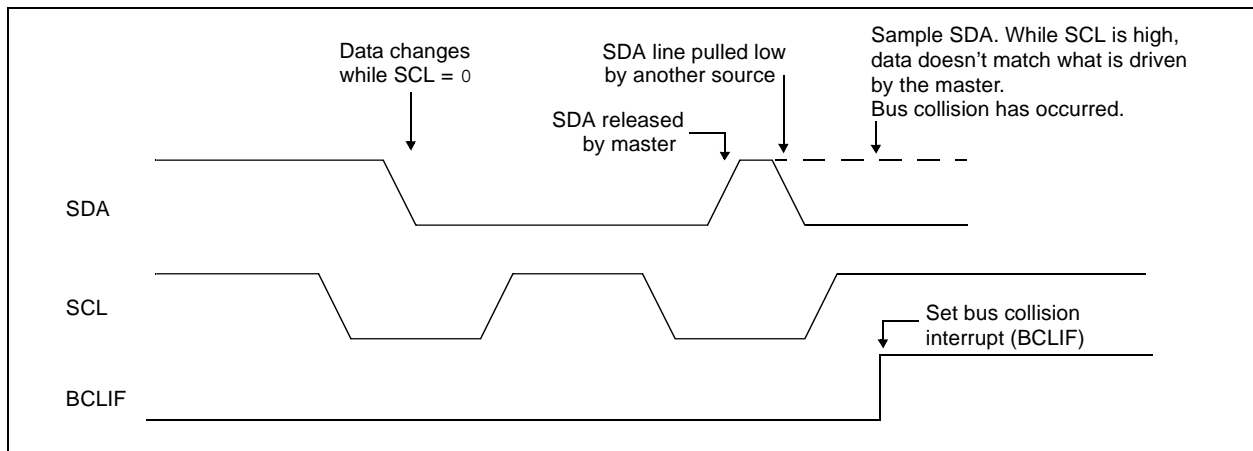 Data changes
while SCL = 0
SDA line pulled low
by another source
Sample SDA. While SCL is high,
data doesn't match what is driven
by the master.
Bus collision has occurred.
SDA released
by master
SDA
SCL
Set bus collision
interrupt (BCLIF)
BCLIF